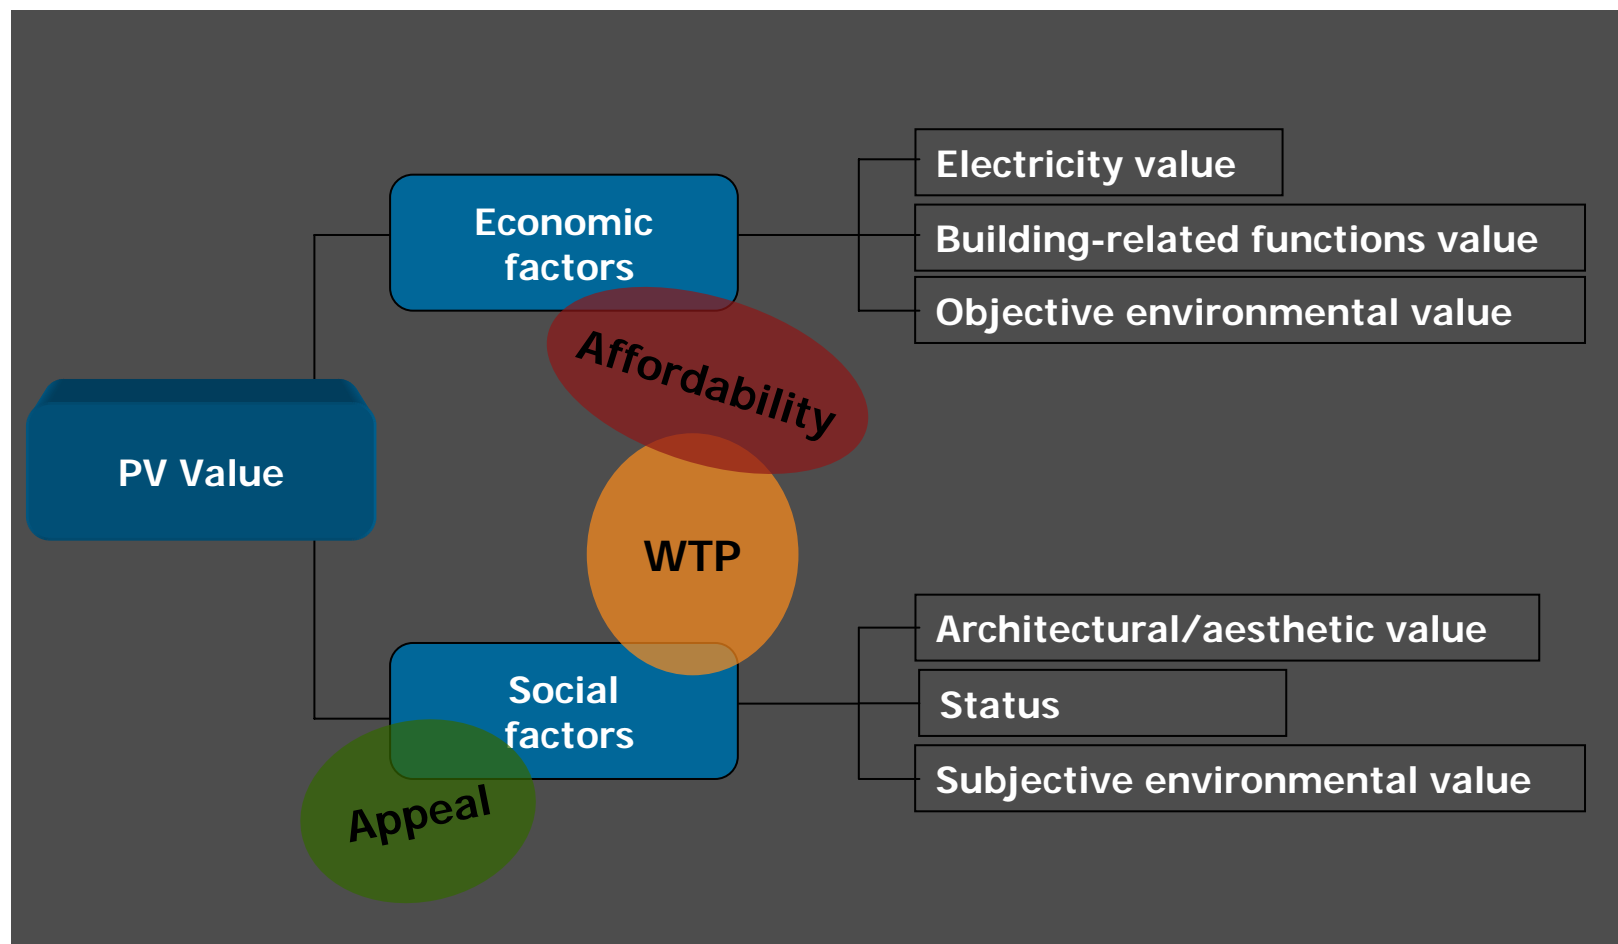 PV Value
Economic
factors
Electricity value
Building-related functions value
Objective environmental value
Affordability
WTP
Social
factors
Architectural/aesthetic value
Status
Subjective environmental value
Appeal